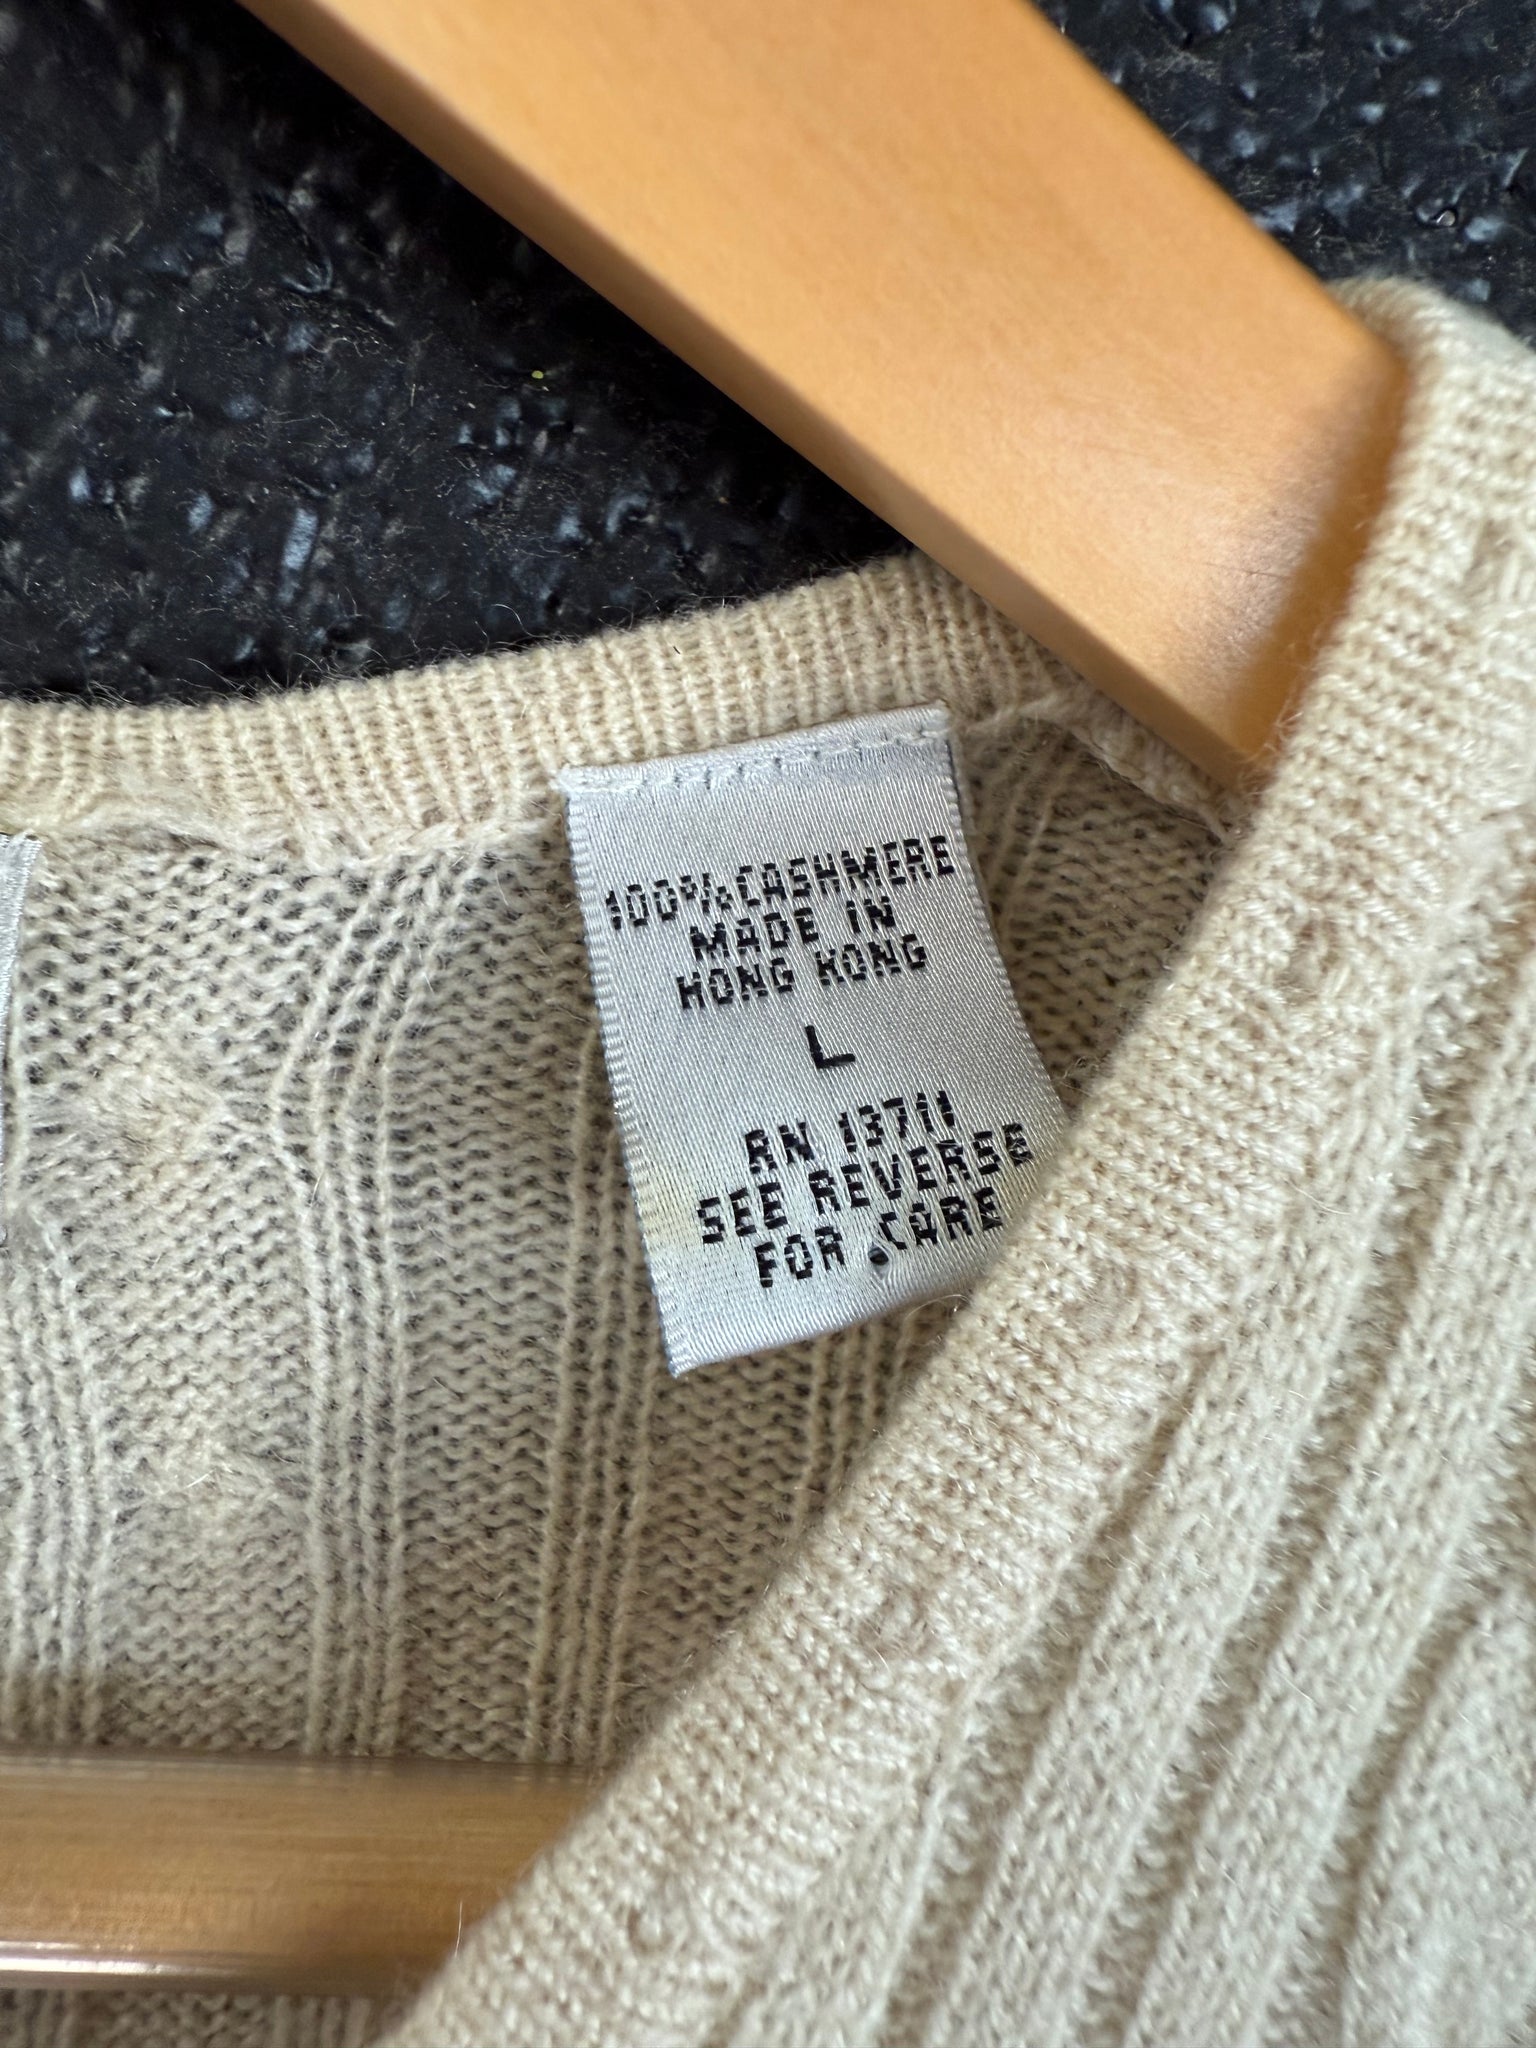 100% CASHMERE
MADE IN
HONG KONG
L
RN 13711
SEE REVERSE
FOR CARE